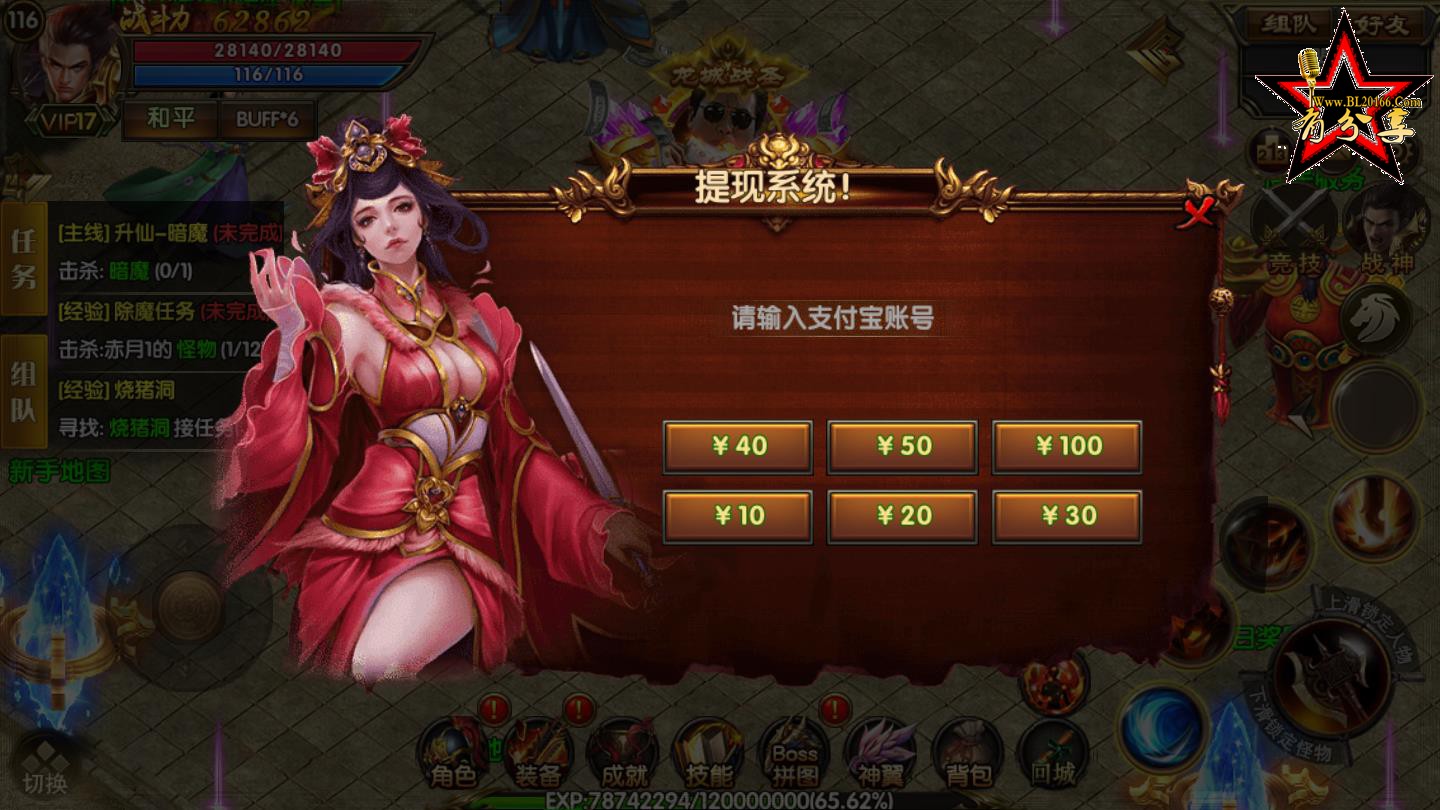 116
战斗力 62862
28140/28140
116/116
VIP17
和平
BUFF*6
龙城战圣
组队
好友
Www.BL20166.Com
有分享
提现系统!
任务
[主线]升仙-暗魔 (未完成)
击杀: 暗魔 (0/1)
[经验]除魔任务 (未完成
击杀:赤月1的 怪物 (1/12
组队
[经验]烧猪洞
寻找: 烧猪洞 接任务
新手地图
请输入支付宝账号
¥40
¥50
¥100
¥10
¥20
¥30
竞技
战神
上滑锁定人物
下滑锁定怪物
切换
角色
装备
成就
技能
Boss
拼图
神翼
背包
回城
EXP:78742294/120000000(65.62%)